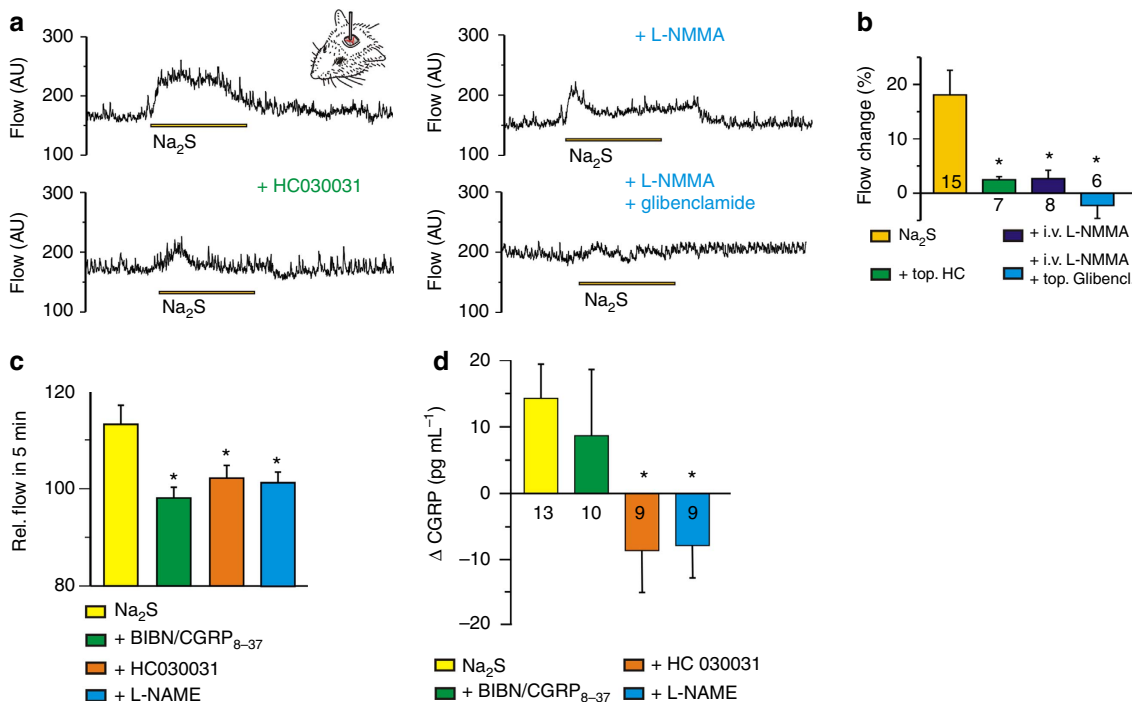 a
300
200
100
Flow (AU)
Na₂S
+ L-NMMA
300
200
100
Flow (AU)
Na₂S
+ HC030031
300
200
100
Flow (AU)
Na₂S
+ L-NMMA
+ glibenclamide
300
200
100
Flow (AU)
Na₂S
b
20
10
0
Flow change (%)
15
7
*
8
*
6
*
Na₂S
+ top. HC
+ i.v. L-NMMA
+ i.v. L-NMMA
+ top. Glibencl.
c
120
100
80
Rel. flow in 5 min
*
*
*
Na₂S
+ BIBN/CGRP₈₋₃₇
+ HC030031
+ L-NAME
d
20
10
0
−10
−20
Δ CGRP (pg mL⁻¹)
13
10
9
*
9
*
Na₂S
+ BIBN/CGRP₈₋₃₇
+ HC 030031
+ L-NAME